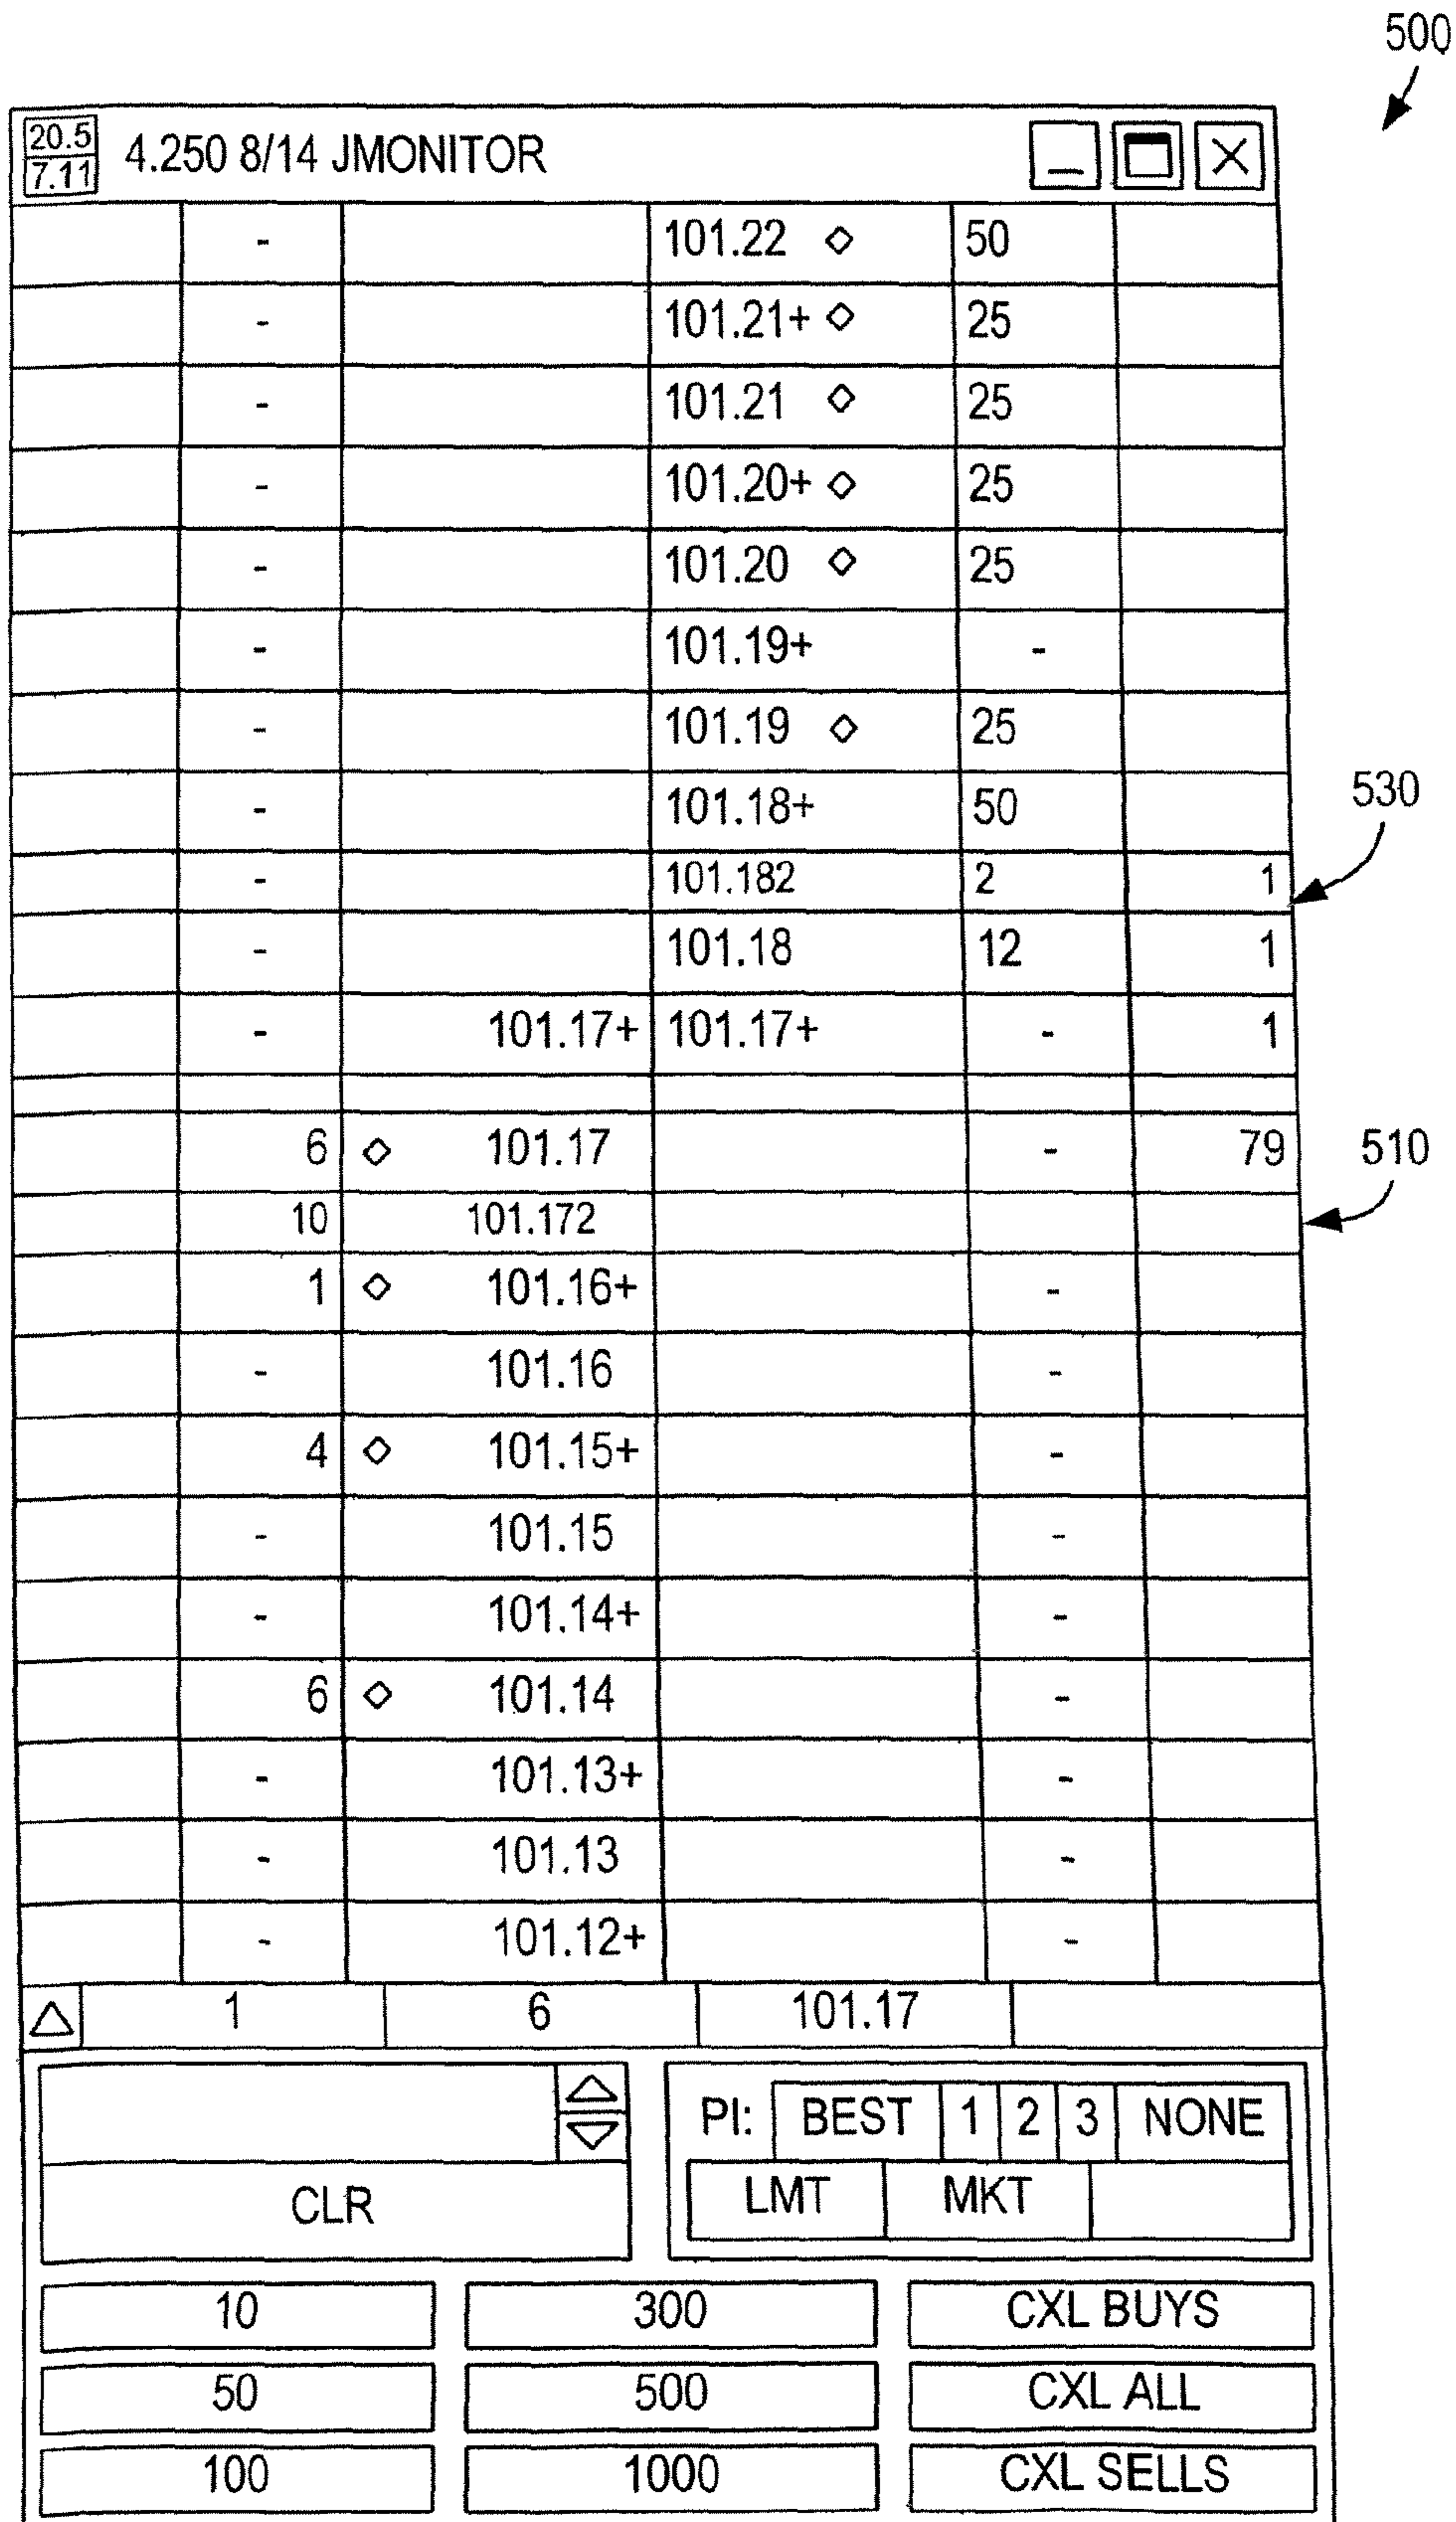 500
20.5
7.11
4.250 8/14 JMONITOR
- 101.22 ◇ 50
- 101.21+ ◇ 25
- 101.21 ◇ 25
- 101.20+ ◇ 25
- 101.20 ◇ 25
- 101.19+ -
- 101.19 ◇ 25
- 101.18+ 50
530
- 101.182 2 1
- 101.18 12 1
- 101.17+ 101.17+ - 1
6 ◇ 101.17 - 79
510
10 101.172
1 ◇ 101.16+ -
- 101.16 -
4 ◇ 101.15+ -
- 101.15 -
- 101.14+ -
6 ◇ 101.14 -
- 101.13+ -
- 101.13 -
- 101.12+ -
1 6 101.17
PI: BEST 1 2 3 NONE
CLR LMT MKT
10 300 CXL BUYS
50 500 CXL ALL
100 1000 CXL SELLS